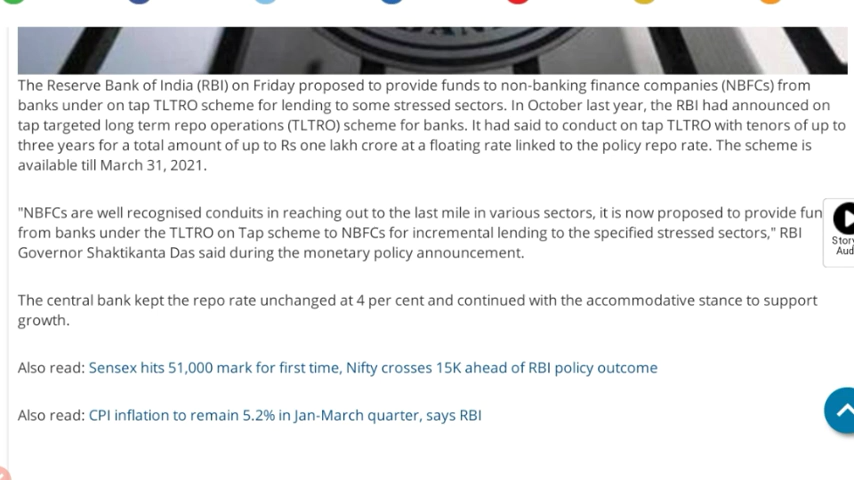 The Reserve Bank of India (RBI) on Friday proposed to provide funds to non-banking finance companies (NBFCs) from
banks under on tap TLTRO scheme for lending to some stressed sectors. In October last year, the RBI had announced on
tap targeted long term repo operations (TLTRO) scheme for banks. It had said to conduct on tap TLTRO with tenors of up to
three years for a total amount of up to Rs one lakh crore at a floating rate linked to the policy repo rate. The scheme is
available till March 31, 2021.
"NBFCs are well recognised conduits in reaching out to the last mile in various sectors, it is now proposed to provide fun
from banks under the TLTRO on Tap scheme to NBFCs for incremental lending to the specified stressed sectors," RBI
Governor Shaktikanta Das said during the monetary policy announcement.
The central bank kept the repo rate unchanged at 4 per cent and continued with the accommodative stance to support
growth.
Also read: Sensex hits 51,000 mark for first time, Nifty crosses 15K ahead of RBI policy outcome
Also read: CPI inflation to remain 5.2% in Jan-March quarter, says RBI
Stor
Aud